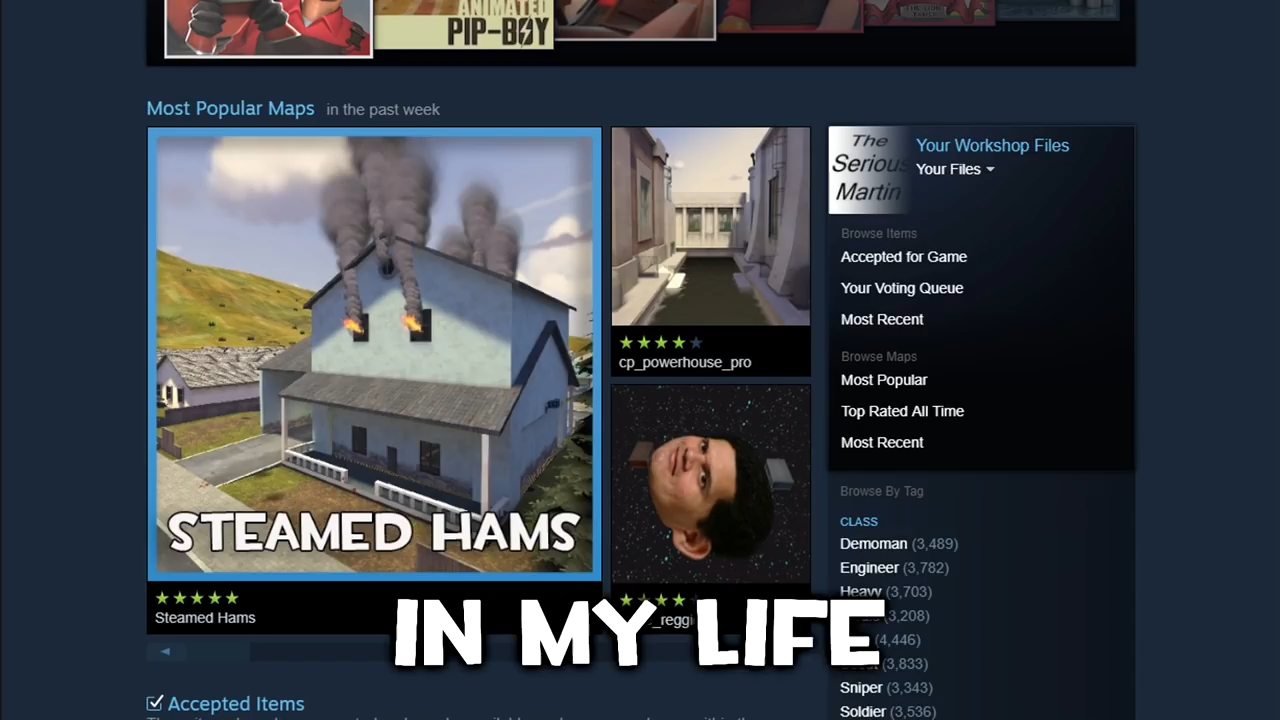 ANIMATED
PIP-BOY
Most Popular Maps in the past week
The
Serious
Martin
Your Workshop Files
Your Files
Browse Items
Accepted for Game
Your Voting Queue
Most Recent
Browse Maps
Most Popular
Top Rated All Time
Most Recent
Browse By Tag
CLASS
Demoman (3,489)
Engineer (3,782)
Heavy (3,703)
(3,208)
(4,446)
(3,833)
Sniper (3,343)
Soldier (3,536)
STEAMED HAMS
Steamed Hams
cp_powerhouse_pro
IN MY LIFE
Accepted Items